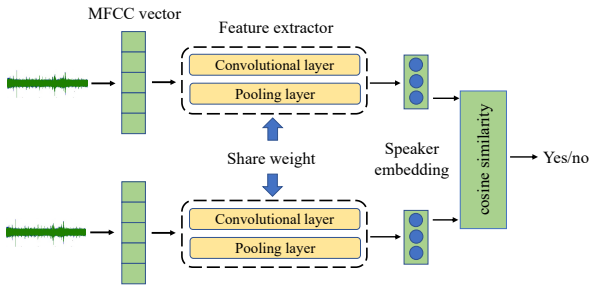 MFCC vector
Feature extractor
Convolutional layer
Pooling layer
Share weight
Speaker
embedding
cosine similarity
Yes/no
Convolutional layer
Pooling layer